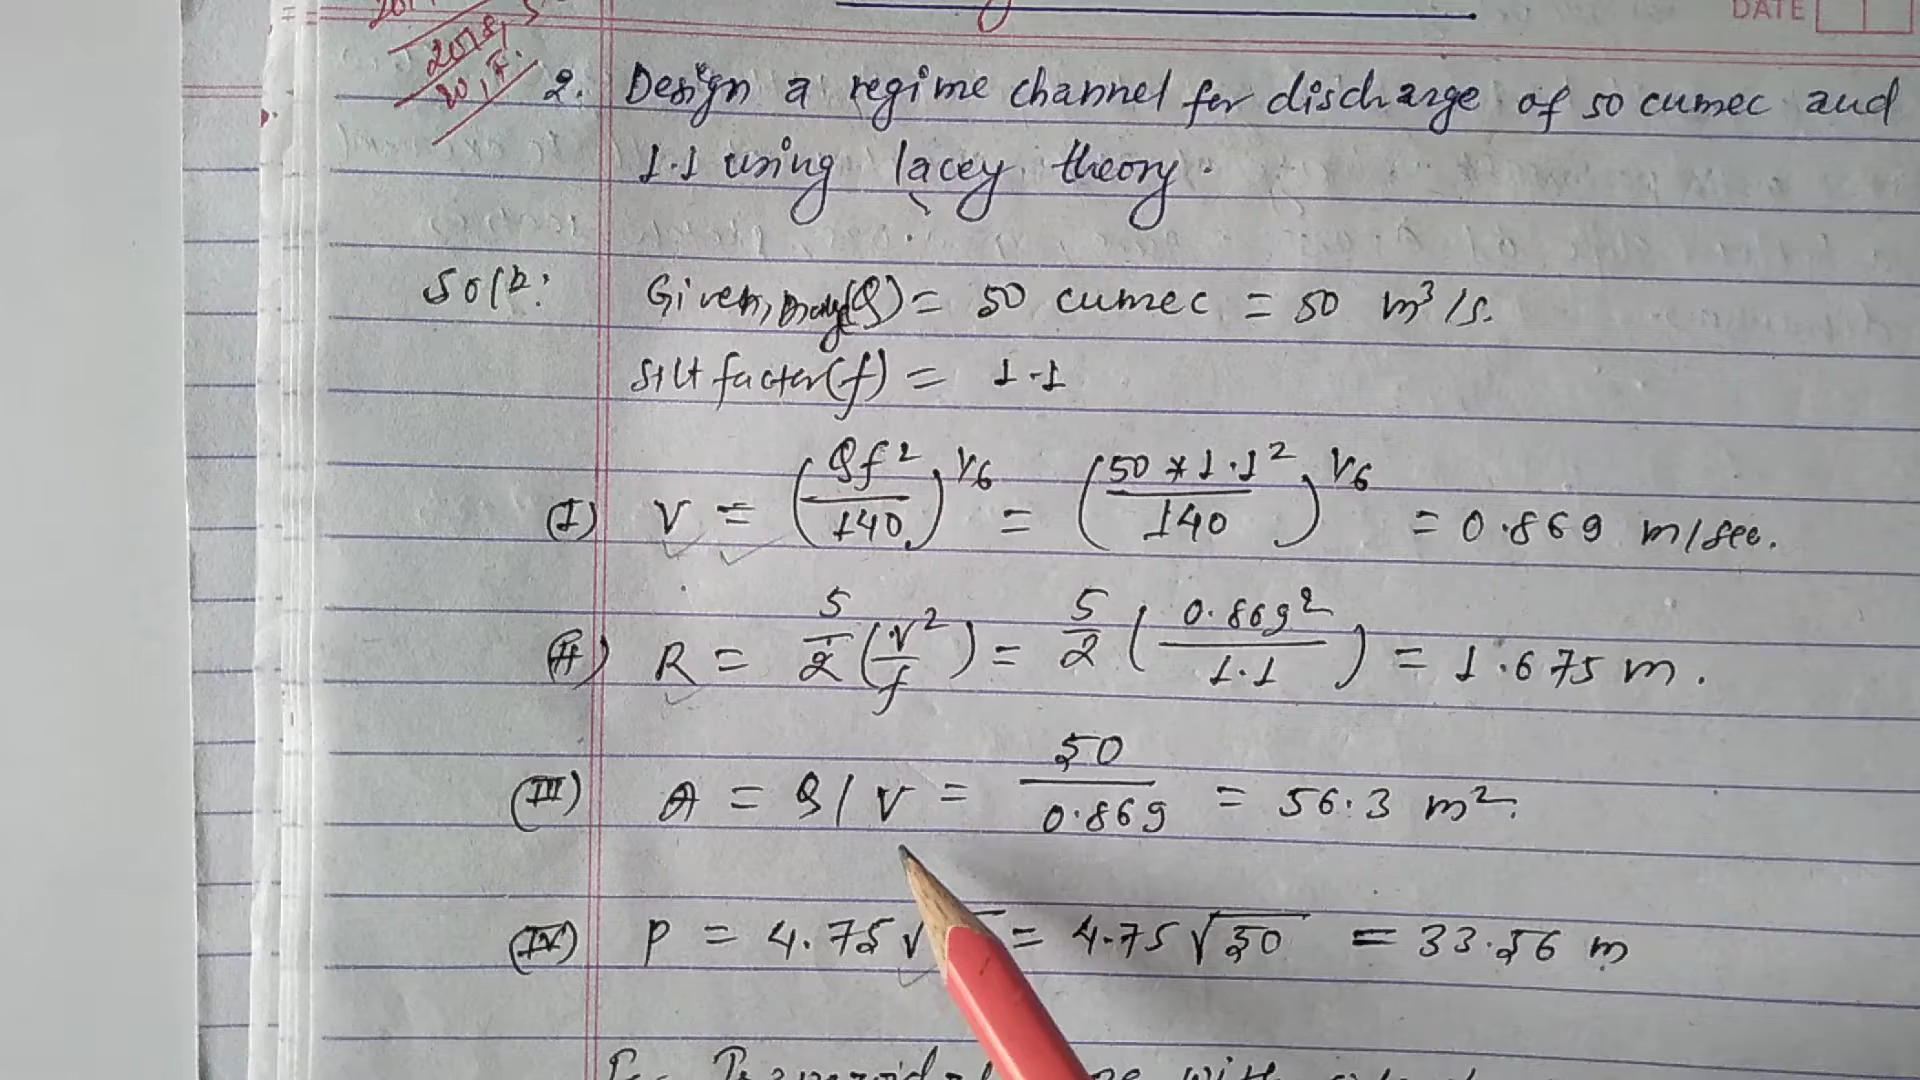 DATE
2018,
2. Design a regime channel for discharge of 50 cumec and
1.1 using lacey theory.
Solⁿ: Given, (Q) = 50 cumec = 50 m³/s.
silt factor(f) = 1.1
(I) V = (Qf²/140)^1/6 = (50*1.1²/140)^1/6 = 0.869 m/sec.
(II) R = 5/2 (V²/f) = 5/2 (0.869²/1.1) = 1.675 m.
(III) A = Q/V = 50/0.869 = 56.3 m².
(IV) P = 4.75√ = 4.75√50 = 33.56 m